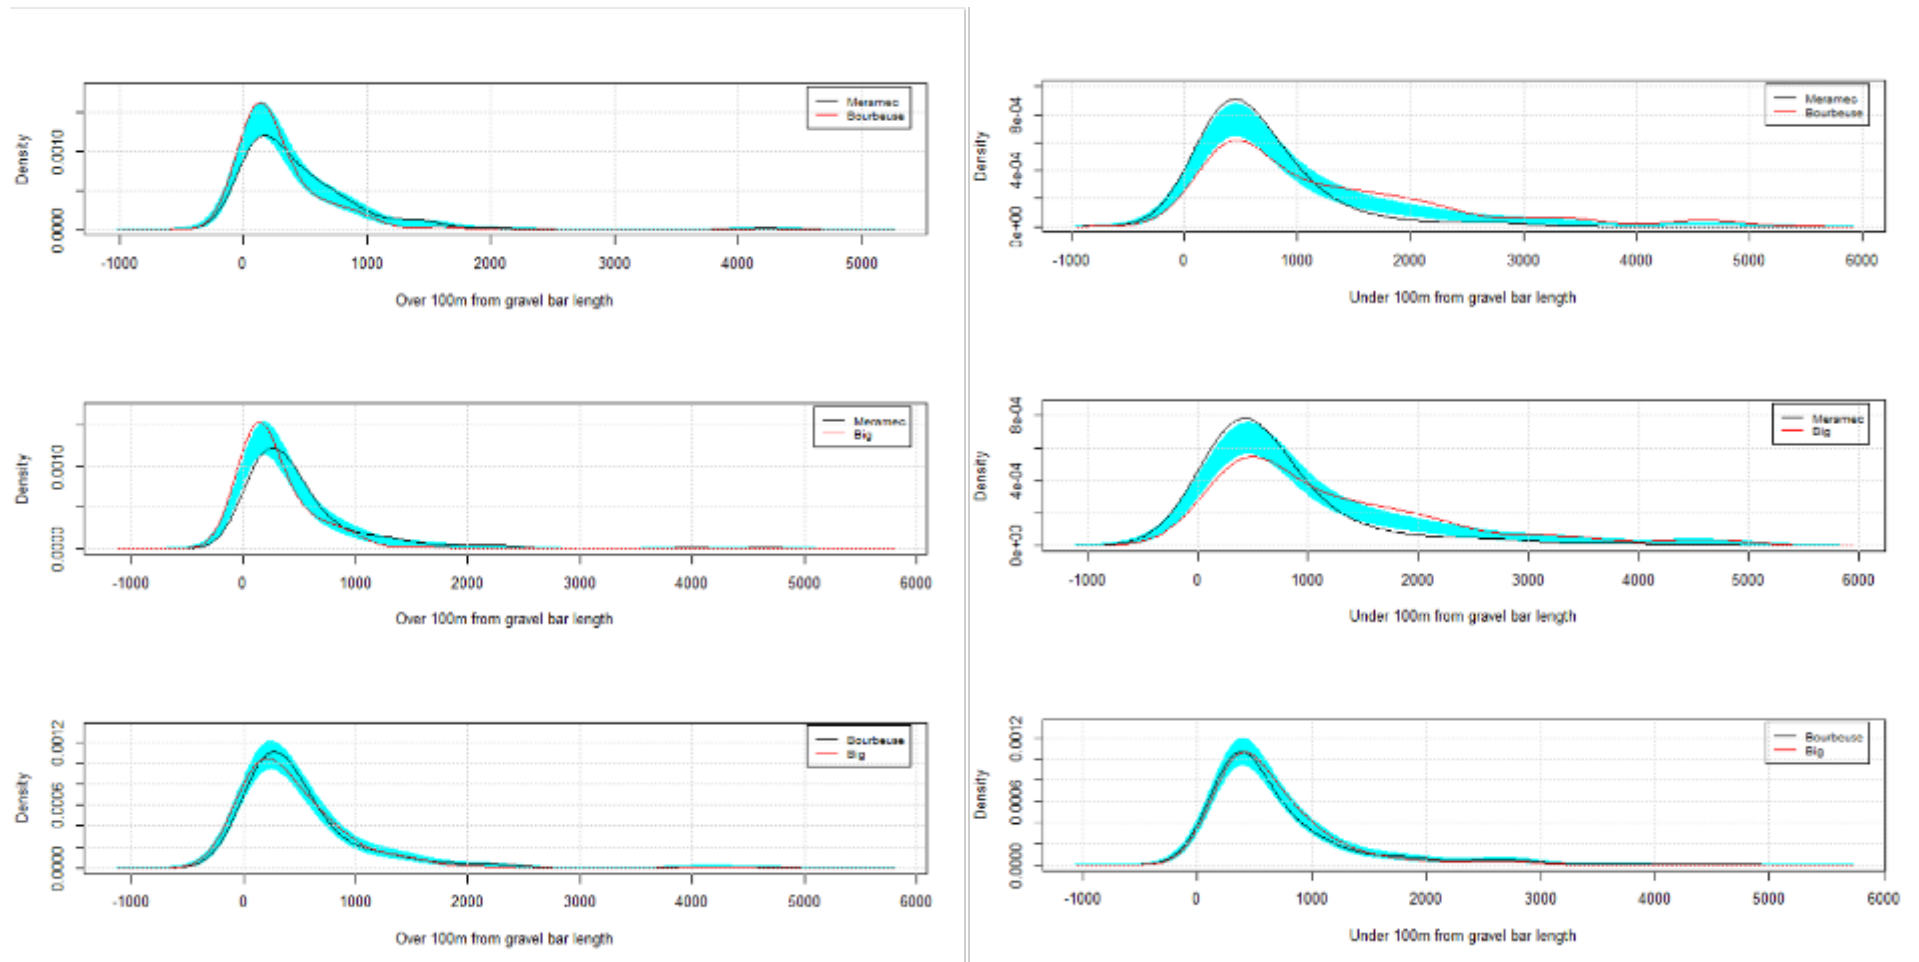 Density
0.0000 0.0010
Meramec
Bourbeuse
-1000 0 1000 2000 3000 4000 5000
Over 100m from gravel bar length
Density
0e+00 4e-04 8e-04
Meramec
Bourbeuse
-1000 0 1000 2000 3000 4000 5000 6000
Under 100m from gravel bar length
Density
0.0000 0.0010
Meramec
Big
-1000 0 1000 2000 3000 4000 5000 6000
Over 100m from gravel bar length
Density
0e+00 4e-04 8e-04
Meramec
Big
-1000 0 1000 2000 3000 4000 5000 6000
Under 100m from gravel bar length
Density
0.0000 0.0006 0.0012
Bourbeuse
Big
-1000 0 1000 2000 3000 4000 5000 6000
Over 100m from gravel bar length
Density
0.0000 0.0006 0.0012
Bourbeuse
Big
-1000 0 1000 2000 3000 4000 5000 6000
Under 100m from gravel bar length